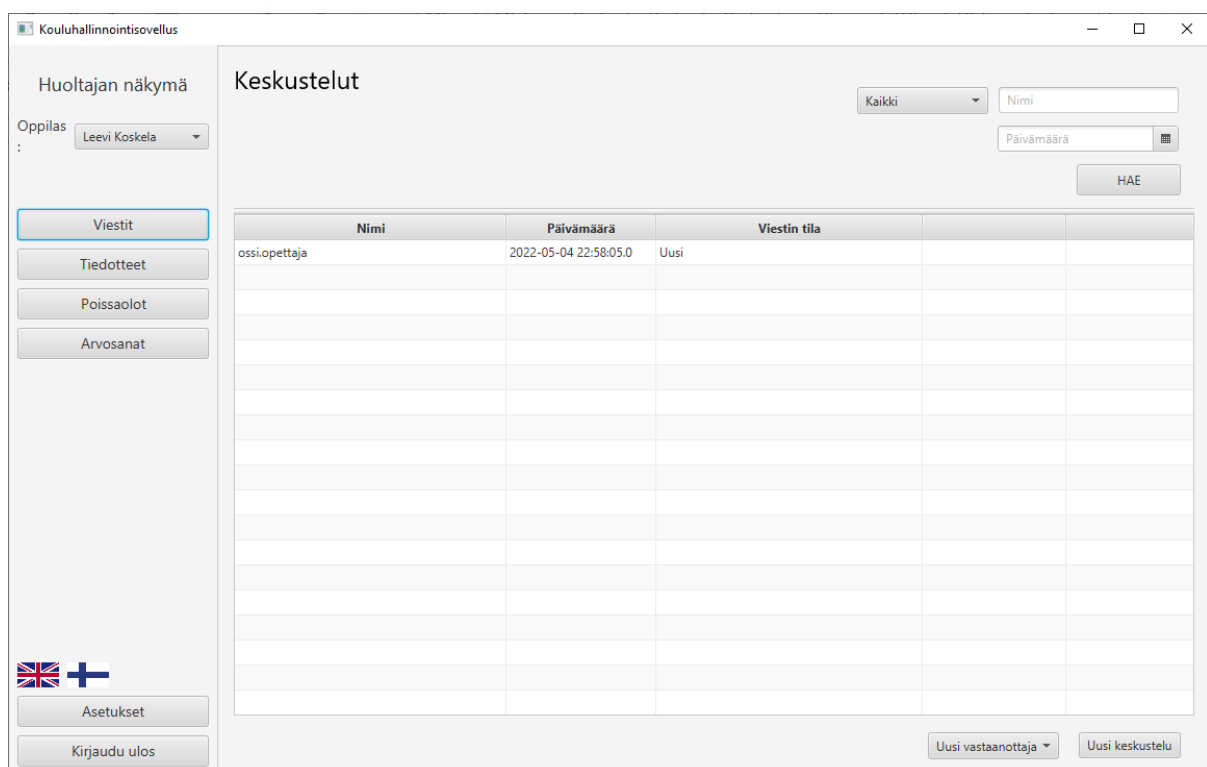 Kouluhallinnointisovellus
Huoltajan näkymä
Oppilas
:
Leevi Koskela
Viestit
Tiedotteet
Poissaolot
Arvosanat
Asetukset
Kirjaudu ulos
Keskustelut
Kaikki
Nimi
Päivämäärä
HAE
Nimi Päivämäärä Viestin tila
ossi.opettaja 2022-05-04 22:58:05.0 Uusi
Uusi vastaanottaja Uusi keskustelu